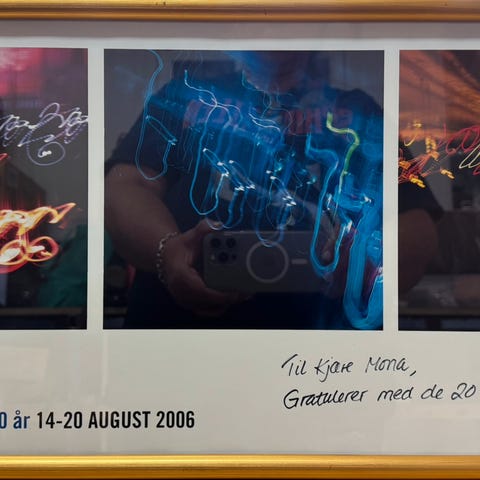 Til Kjære Mona,
Gratulerer med de 20
0 år 14-20 AUGUST 2006